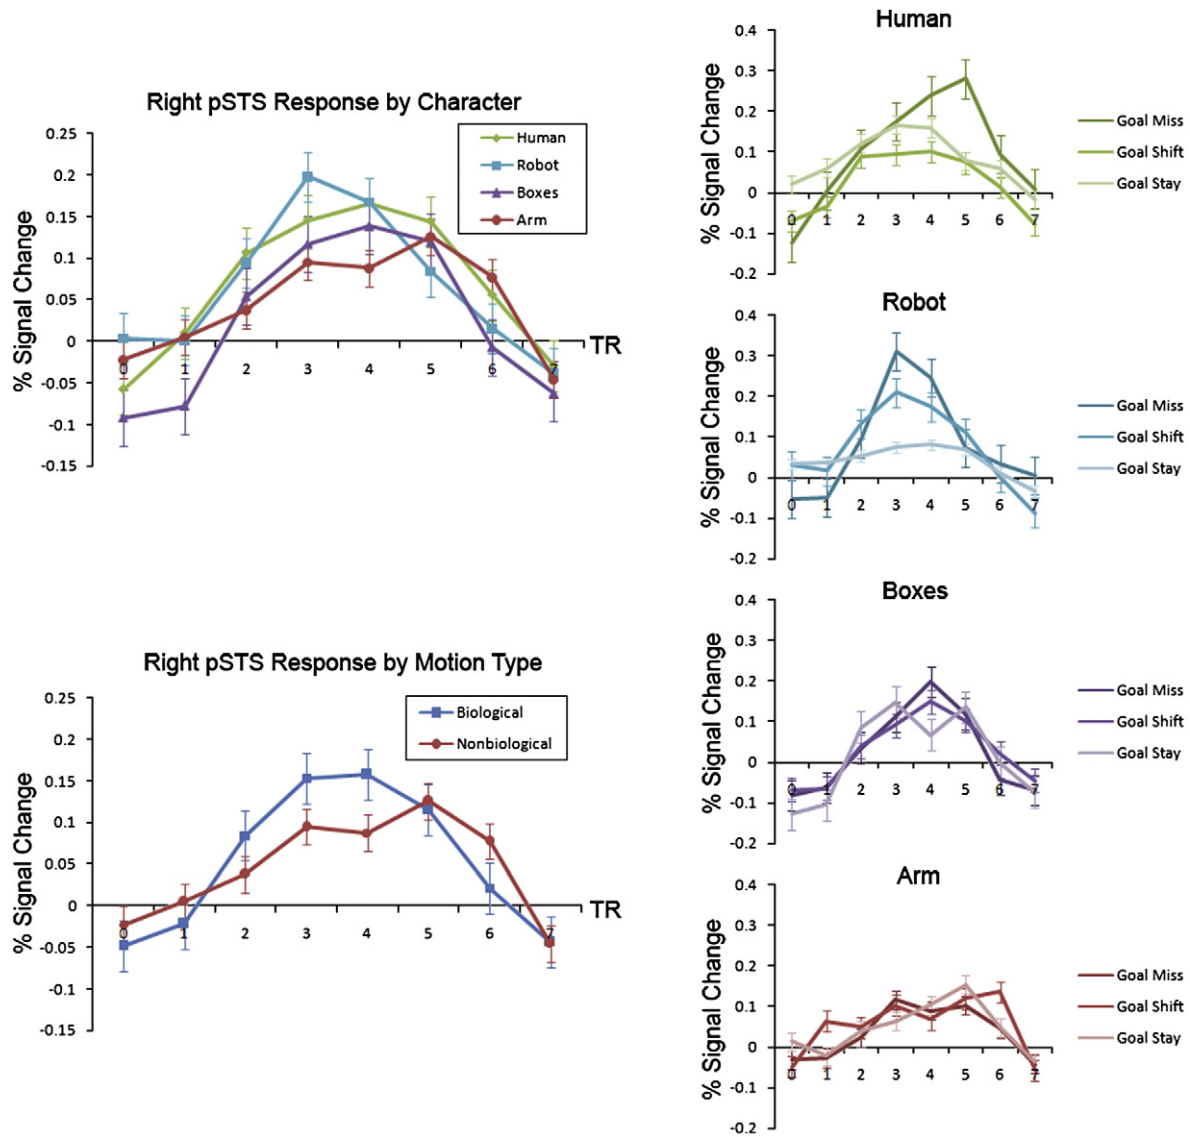 Right pSTS Response by Character
% Signal Change
0.25
0.2
0.15
0.1
0.05
0
-0.05
-0.1
-0.15
0 1 2 3 4 5 6 7
TR
Human
Robot
Boxes
Arm
Right pSTS Response by Motion Type
% Signal Change
0.25
0.2
0.15
0.1
0.05
0
-0.05
-0.1
-0.15
0 1 2 3 4 5 6 7
TR
Biological
Nonbiological
Human
% Signal Change
0.4
0.3
0.2
0.1
0
-0.1
-0.2
0 1 2 3 4 5 6 7
Goal Miss
Goal Shift
Goal Stay
Robot
% Signal Change
0.4
0.3
0.2
0.1
0
-0.1
-0.2
0 1 2 3 4 5 6 7
Goal Miss
Goal Shift
Goal Stay
Boxes
% Signal Change
0.4
0.3
0.2
0.1
0
-0.1
-0.2
0 1 2 3 4 5 6 7
Goal Miss
Goal Shift
Goal Stay
Arm
% Signal Change
0.4
0.3
0.2
0.1
0
-0.1
-0.2
0 1 2 3 4 5 6 7
Goal Miss
Goal Shift
Goal Stay